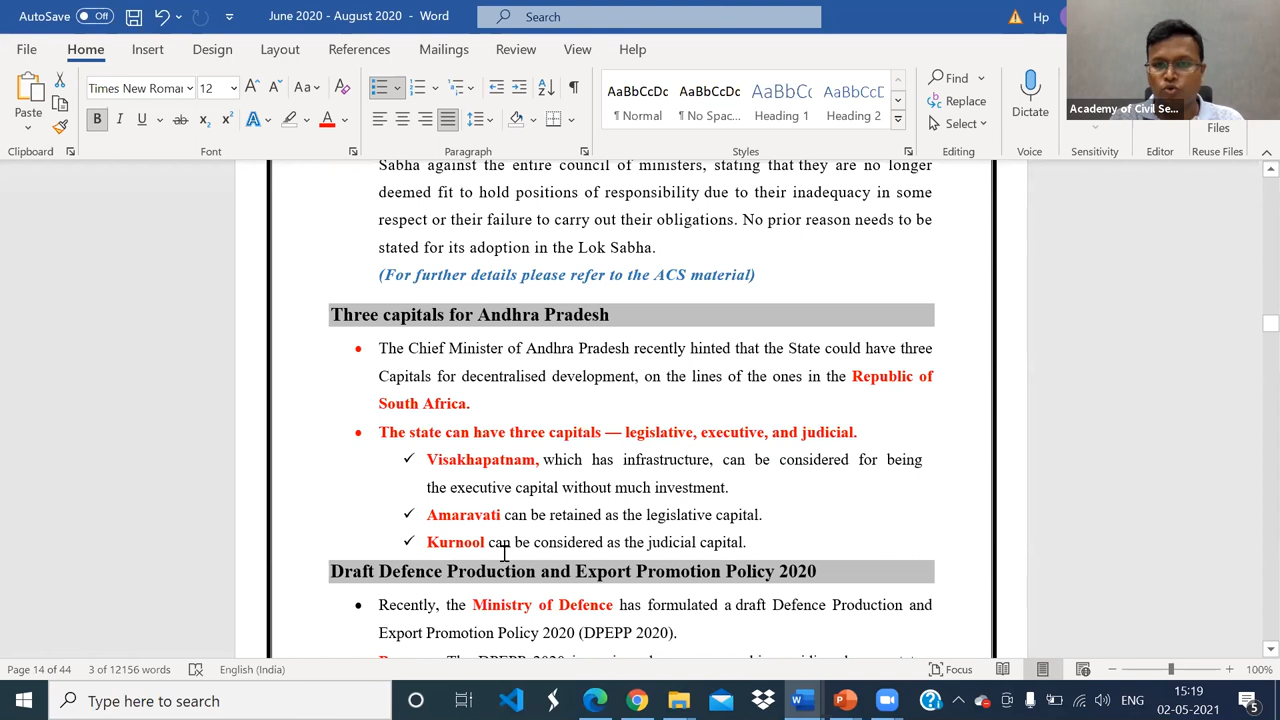 AutoSave Off June 2020 - August 2020 - Word Search Hp
File Home Insert Design Layout References Mailings Review View Help
Times New Roman 12 Aa
Paste
B I U ab x₂ x² A A
Clipboard Font Paragraph
AaBbCcDc AaBbCcDc AaBbCc AaBbCcD
¶ Normal ¶ No Spac... Heading 1 Heading 2
Styles
Find
Replace
Select
Editing
Dictate
Voice
Sensitivity
Editor
Files
Reuse Files
Academy of Civil Se...
Sabha against the entire council of ministers, stating that they are no longer
deemed fit to hold positions of responsibility due to their inadequacy in some
respect or their failure to carry out their obligations. No prior reason needs to be
stated for its adoption in the Lok Sabha.
(For further details please refer to the ACS material)
Three capitals for Andhra Pradesh
• The Chief Minister of Andhra Pradesh recently hinted that the State could have three
Capitals for decentralised development, on the lines of the ones in the Republic of
South Africa.
• The state can have three capitals — legislative, executive, and judicial.
✓ Visakhapatnam, which has infrastructure, can be considered for being
the executive capital without much investment.
✓ Amaravati can be retained as the legislative capital.
✓ Kurnool can be considered as the judicial capital.
Draft Defence Production and Export Promotion Policy 2020
• Recently, the Ministry of Defence has formulated a draft Defence Production and
Export Promotion Policy 2020 (DPEPP 2020).
Page 14 of 44 3 of 12156 words English (India) Focus 100%
Type here to search ENG 15:19
02-05-2021 5